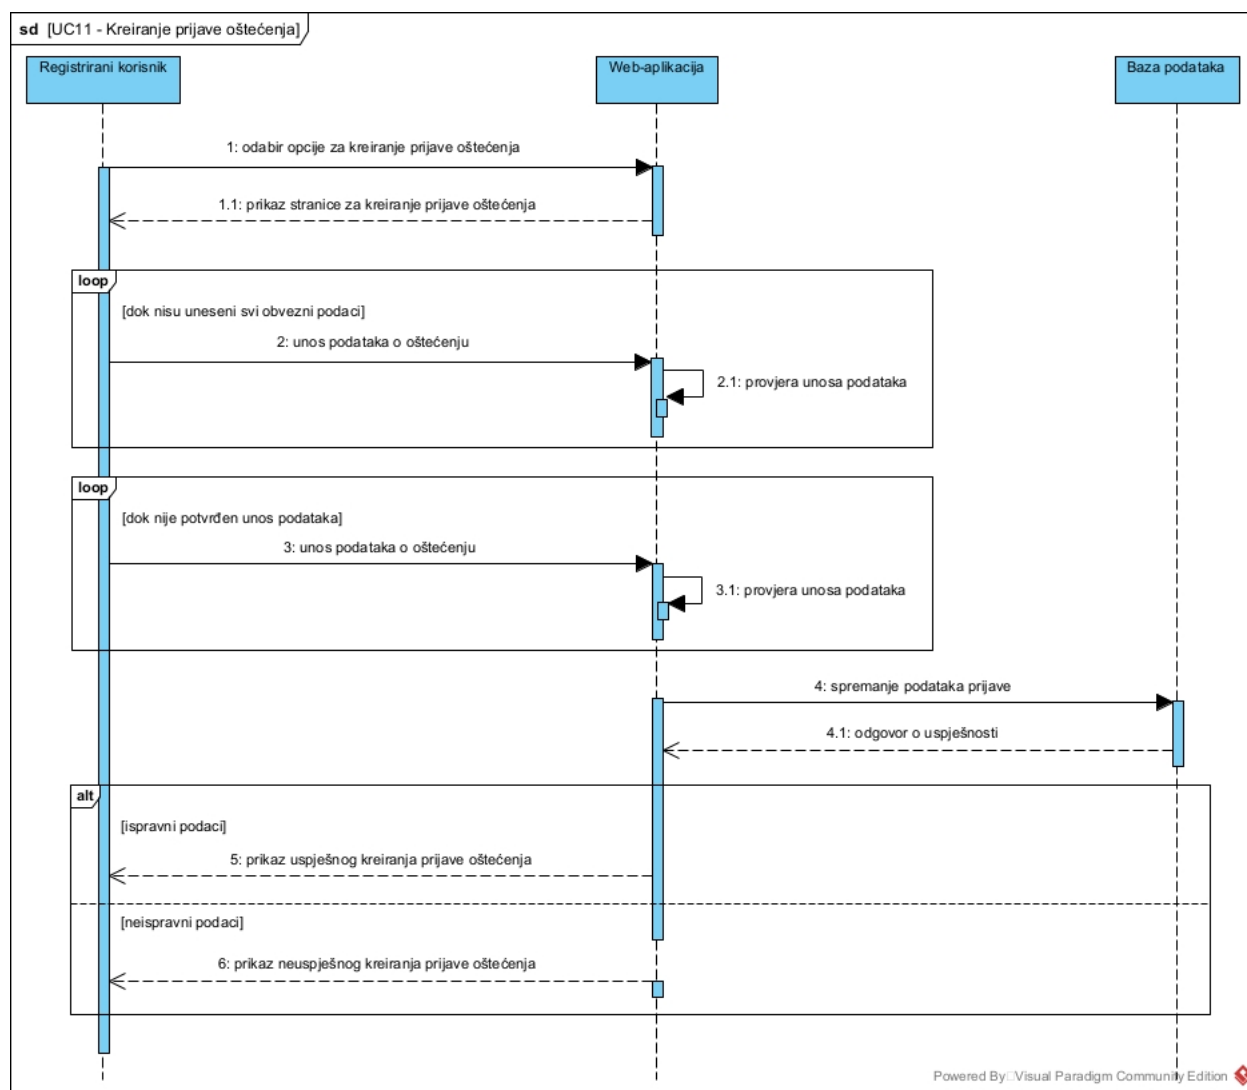 sd [UC11 - Kreiranje prijave oštećenja]
Registrirani korisnik
Web-aplikacija
Baza podataka
1: odabir opcije za kreiranje prijave oštećenja
1.1: prikaz stranice za kreiranje prijave oštećenja
loop
[dok nisu uneseni svi obvezni podaci]
2: unos podataka o oštećenju
2.1: provjera unosa podataka
loop
[dok nije potvrđen unos podataka]
3: unos podataka o oštećenju
3.1: provjera unosa podataka
4: spremanje podataka prijave
4.1: odgovor o uspješnosti
alt
[ispravni podaci]
5: prikaz uspješnog kreiranja prijave oštećenja
[neispravni podaci]
6: prikaz neuspješnog kreiranja prijave oštećenja
Powered By Visual Paradigm Community Edition